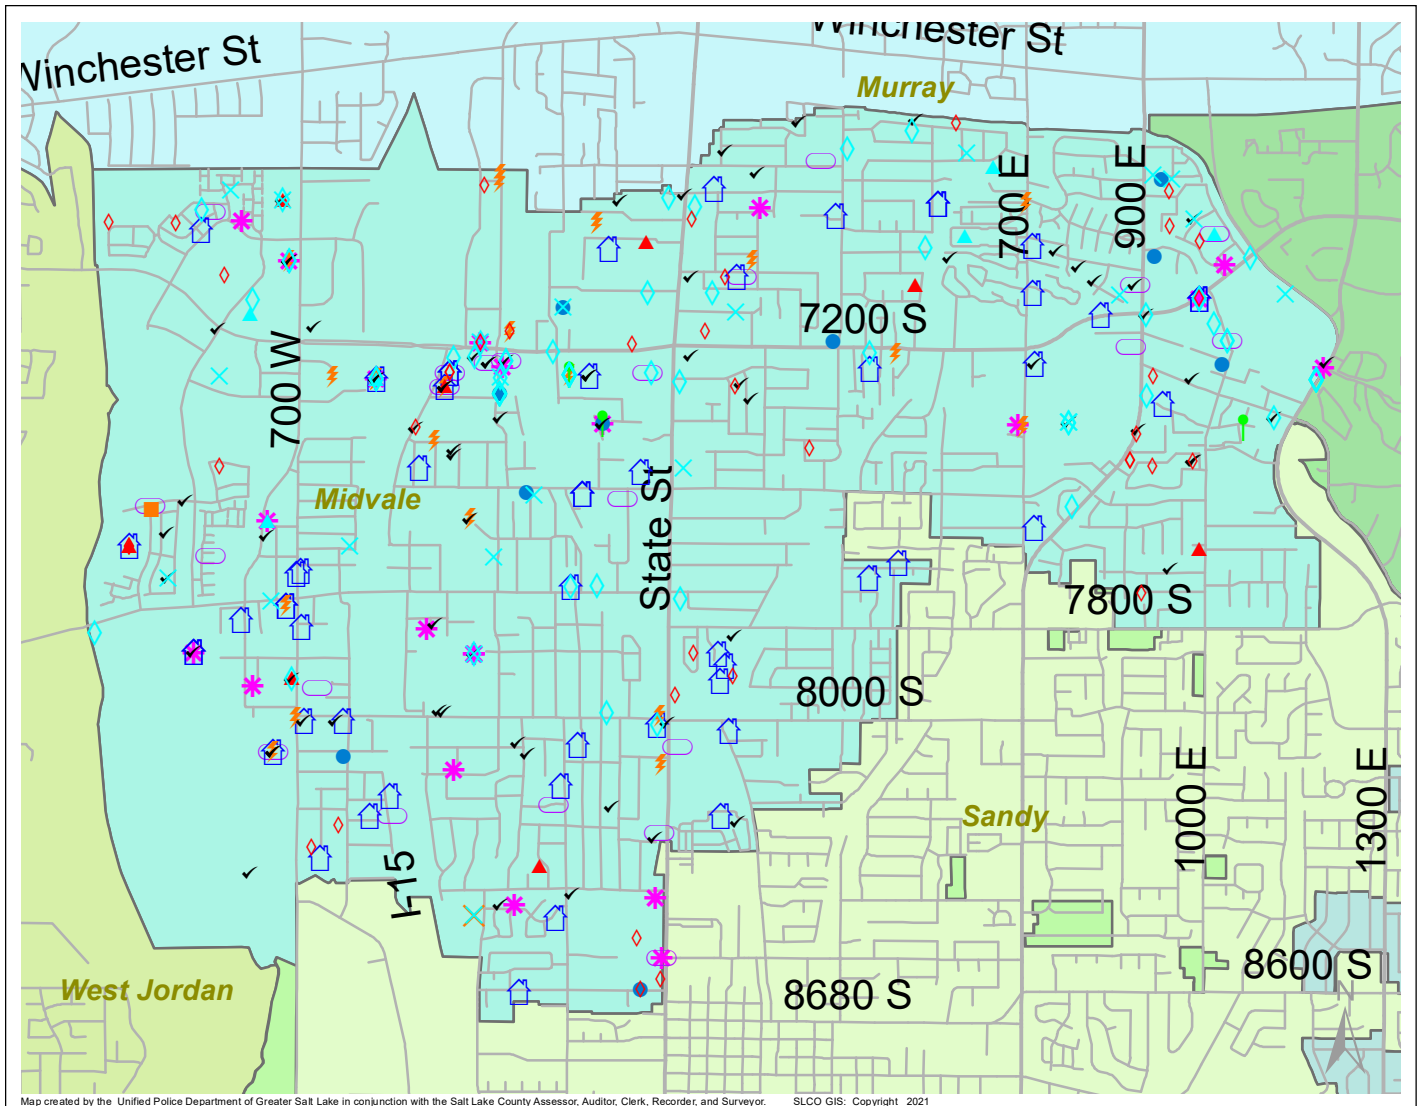 Winchester St
Winchester St
Murray
700 E
900 E
7200 S
700 W
Midvale
State St
7800 S
8000 S
1000 E
1300 E
Sandy
I-15
West Jordan
8680 S
8600 S
Map created by the Unified Police Department of Greater Salt Lake in conjunction with the Salt Lake County Assessor, Auditor, Clerk, Recorder, and Surveyor. SLCO GIS: Copyright 2021